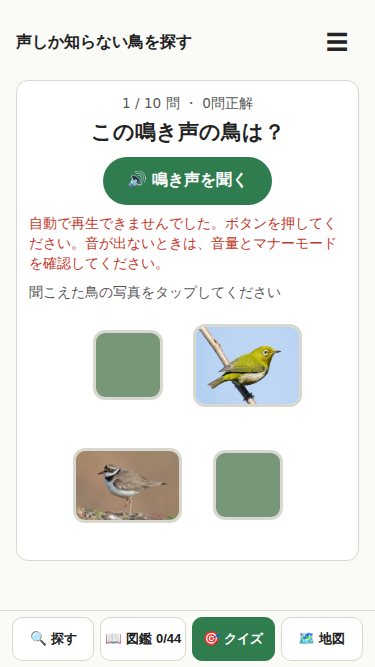 声しか知らない鳥を探す
1 / 10 問 · 0問正解
この鳴き声の鳥は？
鳴き声を聞く
自動で再生できませんでした。ボタンを押してく
ださい。音が出ないときは、音量とマナーモード
を確認してください。
聞こえた鳥の写真をタップしてください
探す
図鑑 0/44
クイズ
地図